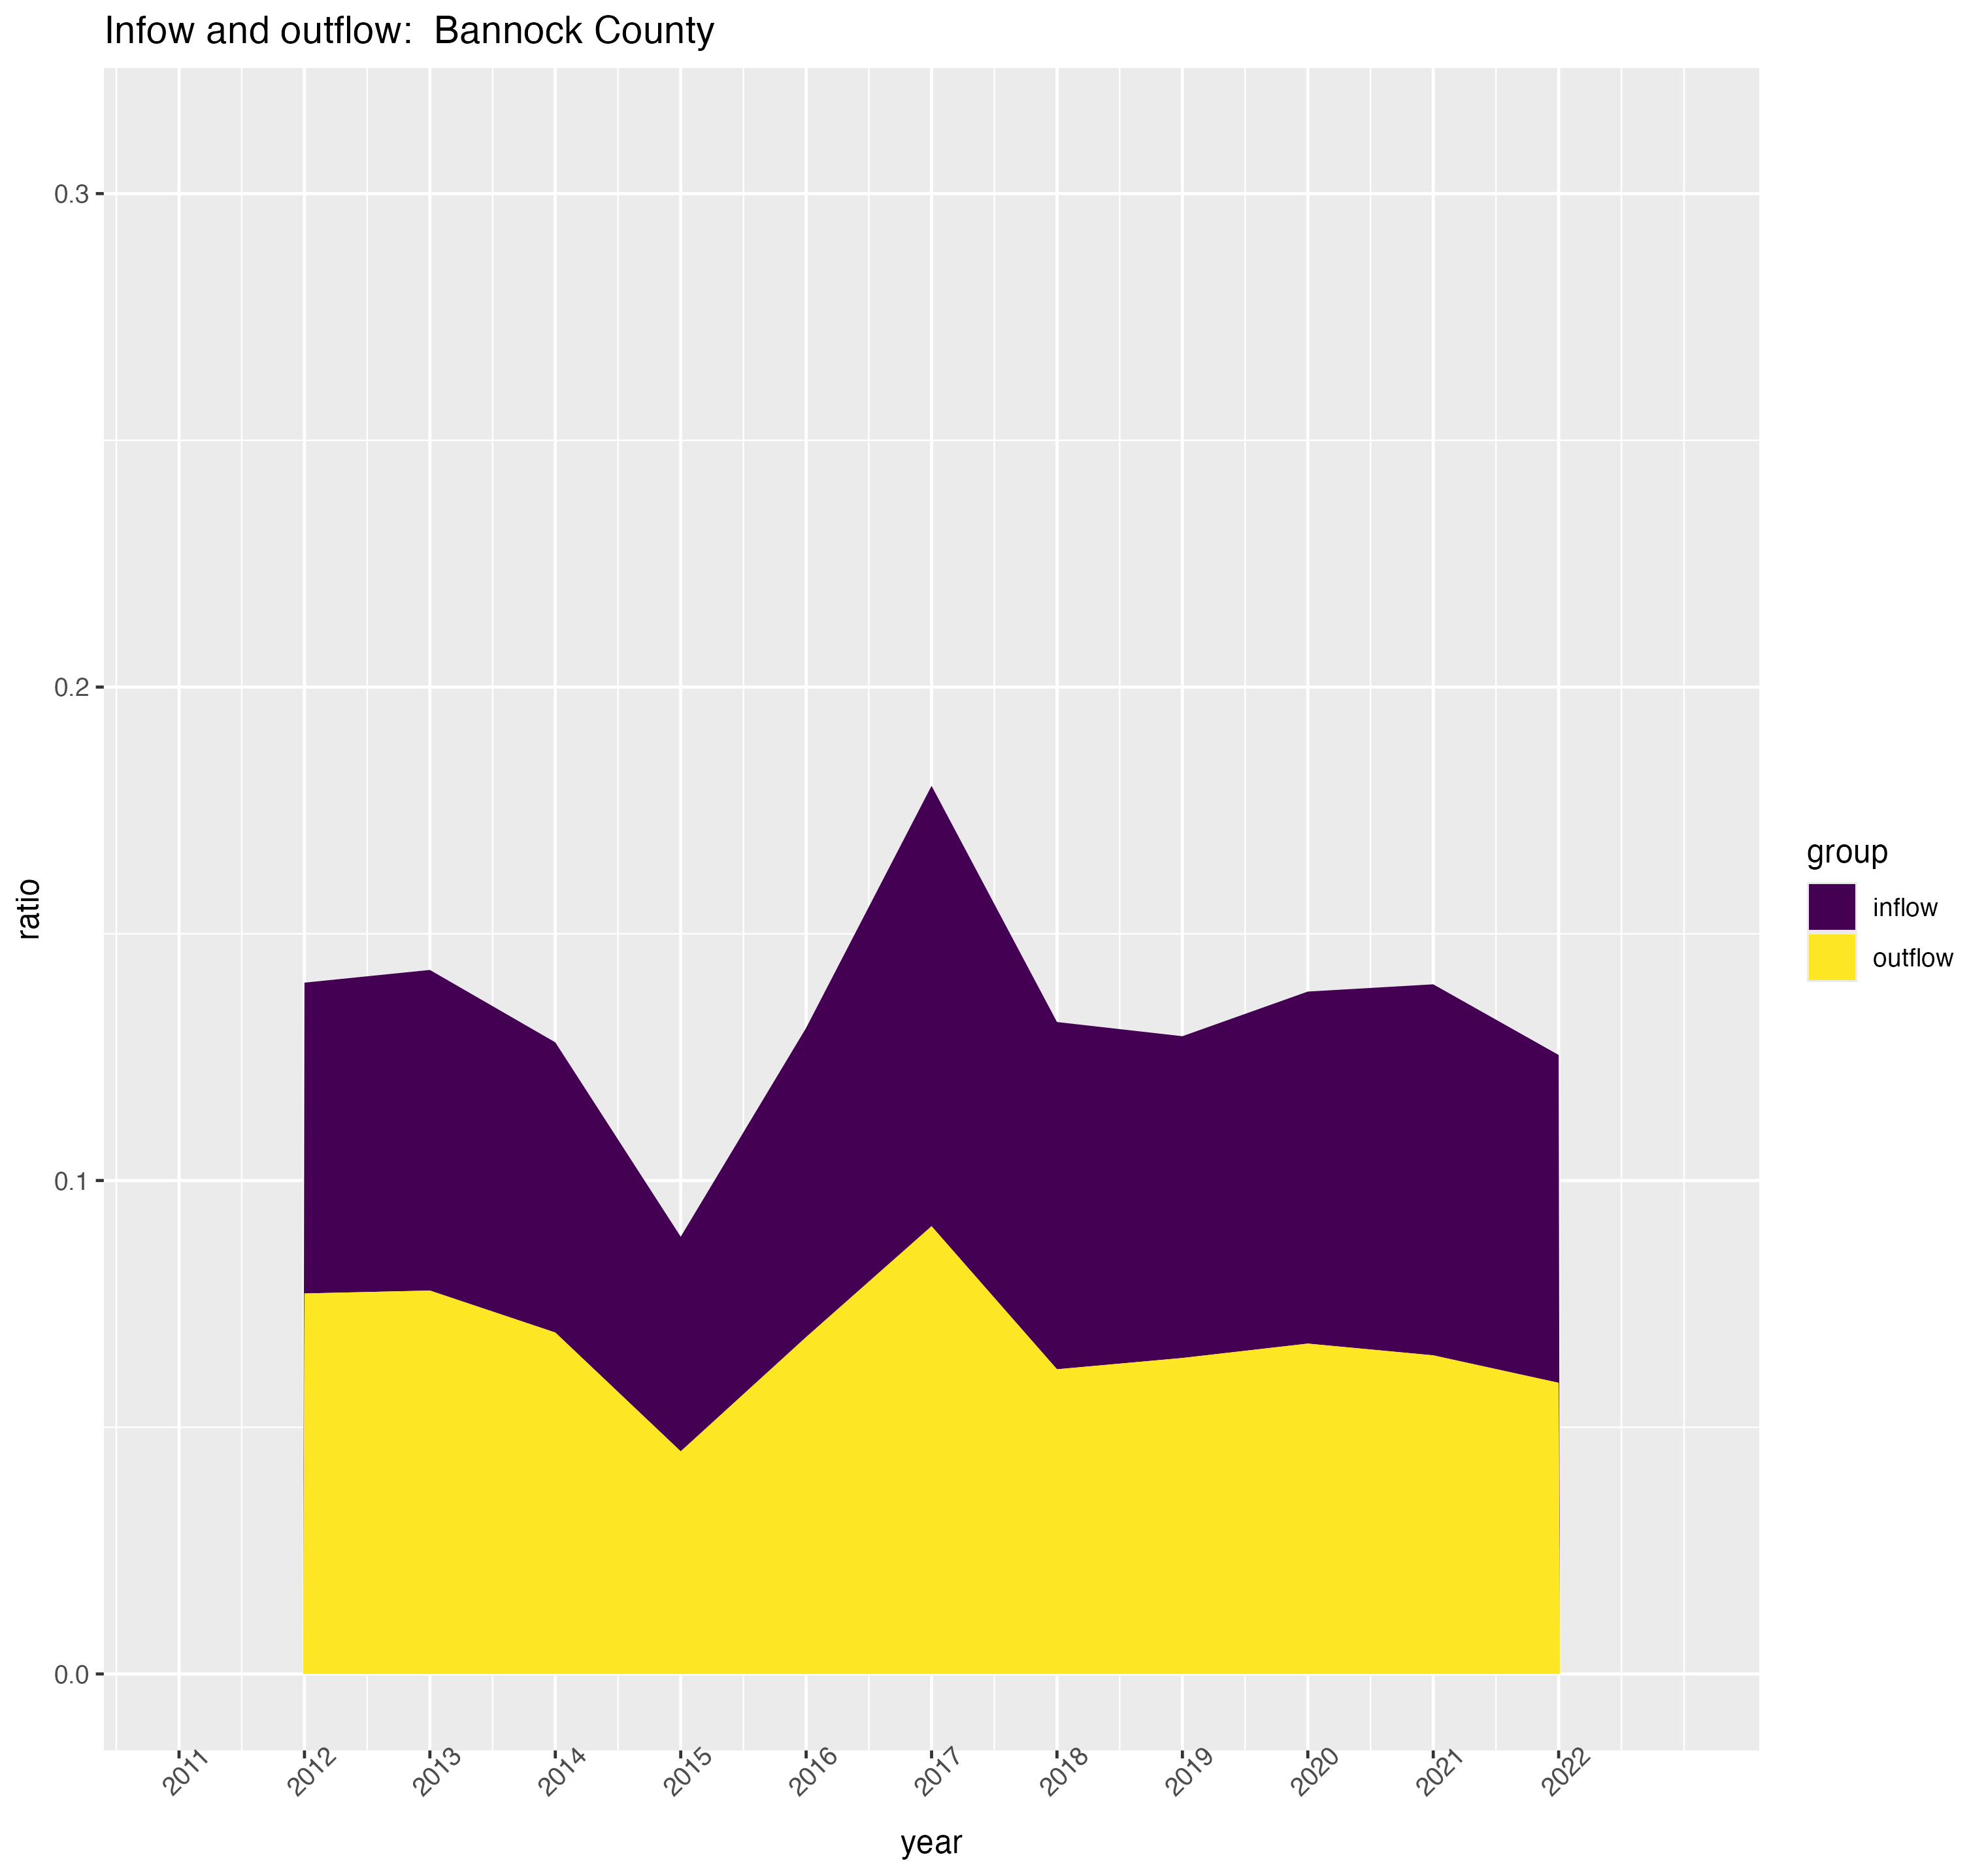 Infow and outflow:  Bannock County
0.3
0.2
0.1
0.0
ratio
2011 2012 2013 2014 2015 2016 2017 2018 2019 2020 2021 2022
year
group
inflow
outflow